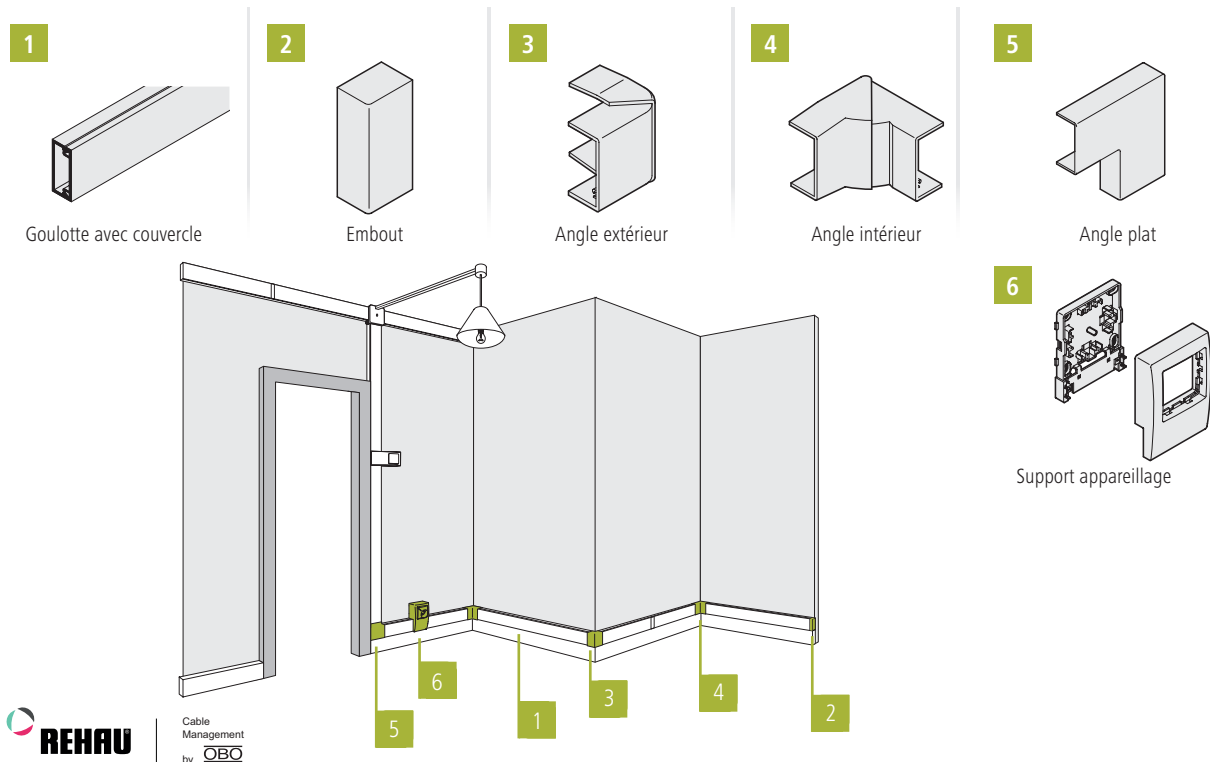 1
2
3
4
5
Goulotte avec couvercle
Embout
Angle extérieur
Angle intérieur
Angle plat
6
Support appareillage
6
3
4
2
1
5
REHAU
Cable
Management
by OBO